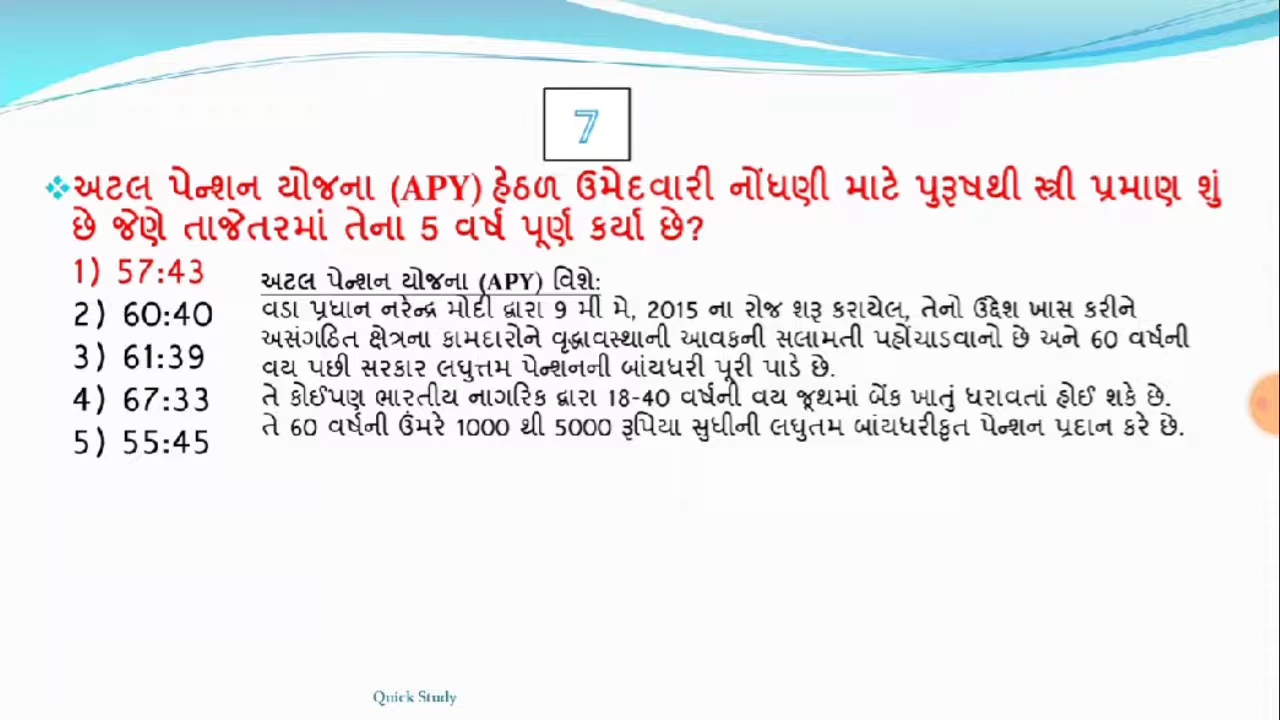 7
અટલ પેન્શન યોજના (APY) હેઠળ ઉમેદવારી નોંધણી માટે પુરૂષથી સ્ત્રી પ્રમાણ શું
છે જેણે તાજેતરમાં તેના 5 વર્ષ પૂર્ણ કર્યા છે?
1) 57:43
2) 60:40
3) 61:39
4) 67:33
5) 55:45
અટલ પેન્શન યોજના (APY) વિશે:
વડા પ્રધાન નરેન્દ્ર મોદી દ્વારા 9 મી મે, 2015 ના રોજ શરૂ કરાયેલ, તેનો ઉદ્દેશ ખાસ કરીને
અસંગઠિત ક્ષેત્રના કામદારોને વૃદ્ધાવસ્થાની આવકની સલામતી પહોંચાડવાનો છે અને 60 વર્ષની
વય પછી સરકાર લઘુત્તમ પેન્શનની બાંયધરી પૂરી પાડે છે.
તે કોઈપણ ભારતીય નાગરિક દ્વારા 18-40 વર્ષની વય જૂથમાં બેંક ખાતું ધરાવતાં હોઈ શકે છે.
તે 60 વર્ષની ઉંમરે 1000 થી 5000 રૂપિયા સુધીની લઘુતમ બાંયધરીકૃત પેન્શન પ્રદાન કરે છે.
Quick Study